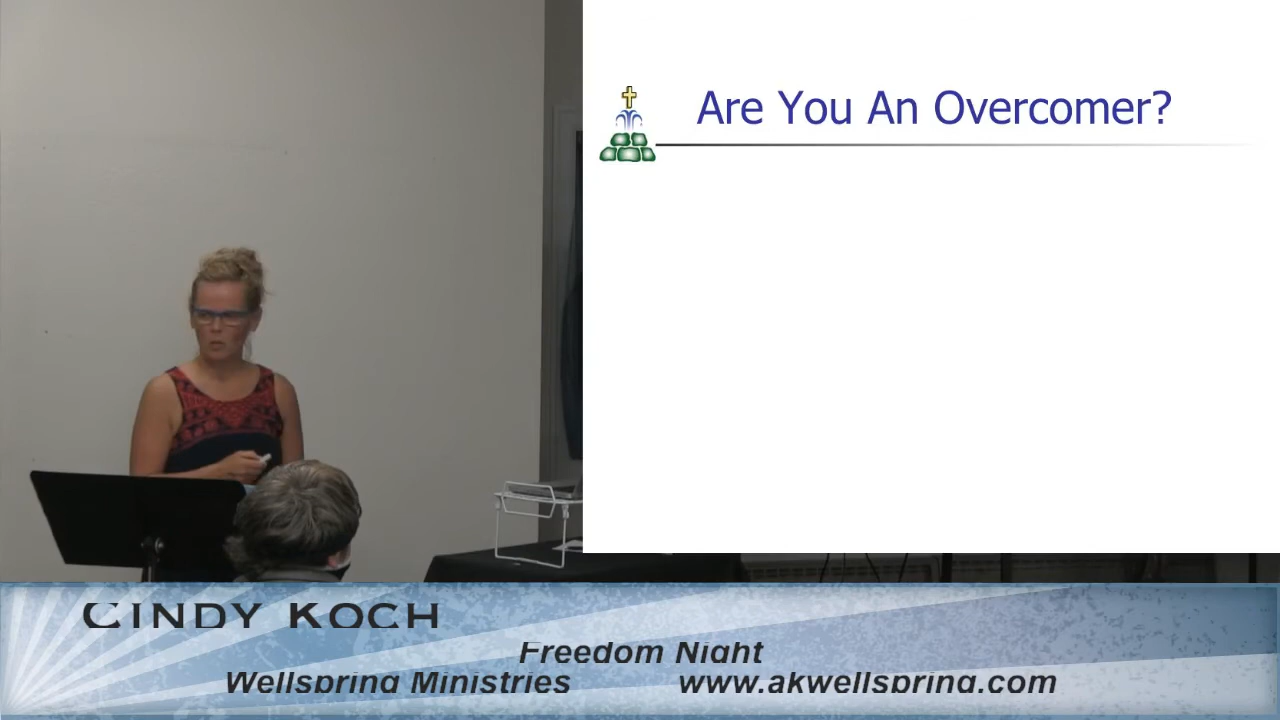 Are You An Overcomer?
CINDY KOCH
Freedom Night
Wellspring Ministries www.akwellspring.com